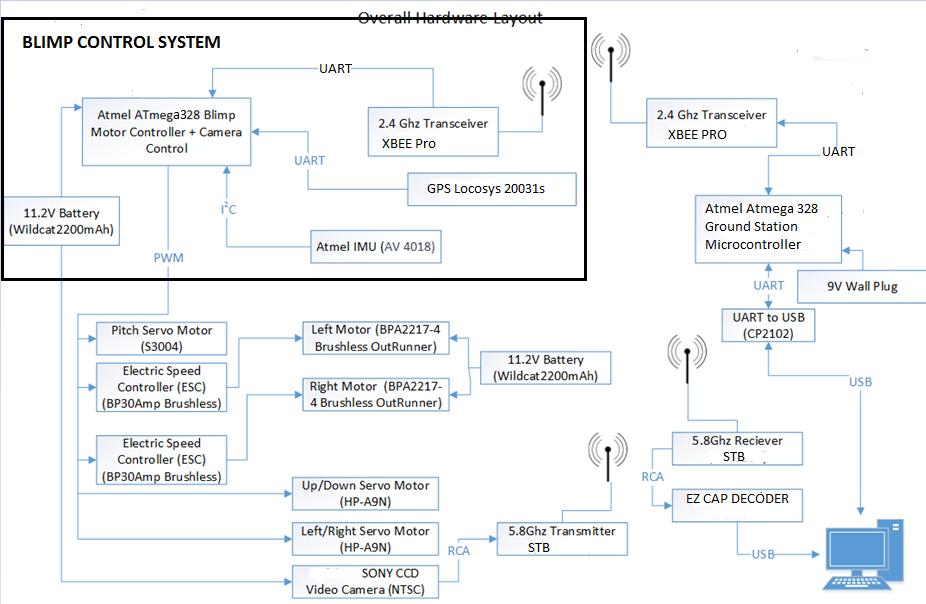 Overall Hardware Layout
BLIMP CONTROL SYSTEM
UART
Atmel ATmega328 Blimp
Motor Controller + Camera
Control
2.4 Ghz Transceiver
XBEE Pro
UART
GPS Locosys 20031s
I²C
Atmel IMU (AV 4018)
11.2V Battery
(Wildcat2200mAh)
PWM
2.4 Ghz Transceiver
XBEE PRO
UART
Atmel Atmega 328
Ground Station
Microcontroller
9V Wall Plug
UART
UART to USB
(CP2102)
USB
Pitch Servo Motor
(S3004)
Electric Speed
Controller (ESC)
(BP30Amp Brushless)
Electric Speed
Controller (ESC)
(BP30Amp Brushless)
Left Motor (BPA2217-4
Brushless OutRunner)
Right Motor (BPA2217-
4 Brushless OutRunner)
11.2V Battery
(Wildcat2200mAh)
Up/Down Servo Motor
(HP-A9N)
Left/Right Servo Motor
(HP-A9N)
SONY CCD
Video Camera (NTSC)
RCA
5.8Ghz Transmitter
STB
5.8Ghz Reciever
STB
RCA
EZ CAP DECODER
USB